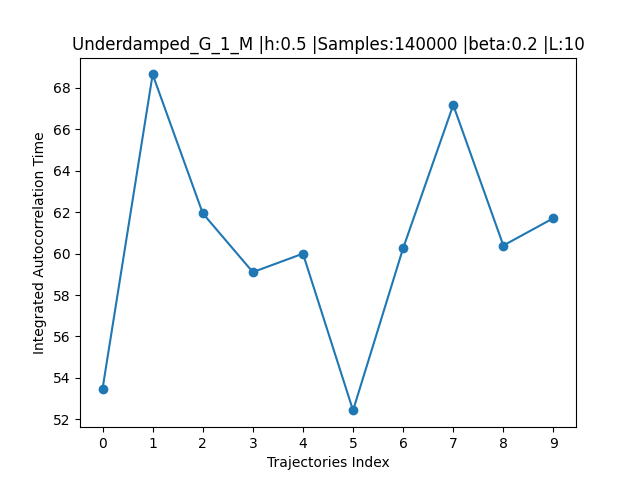 Underdamped_G_1_M |h:0.5 |Samples:140000 |beta:0.2 |L:10
Integrated Autocorrelation Time
68
66
64
62
60
58
56
54
52
0 1 2 3 4 5 6 7 8 9
Trajectories Index